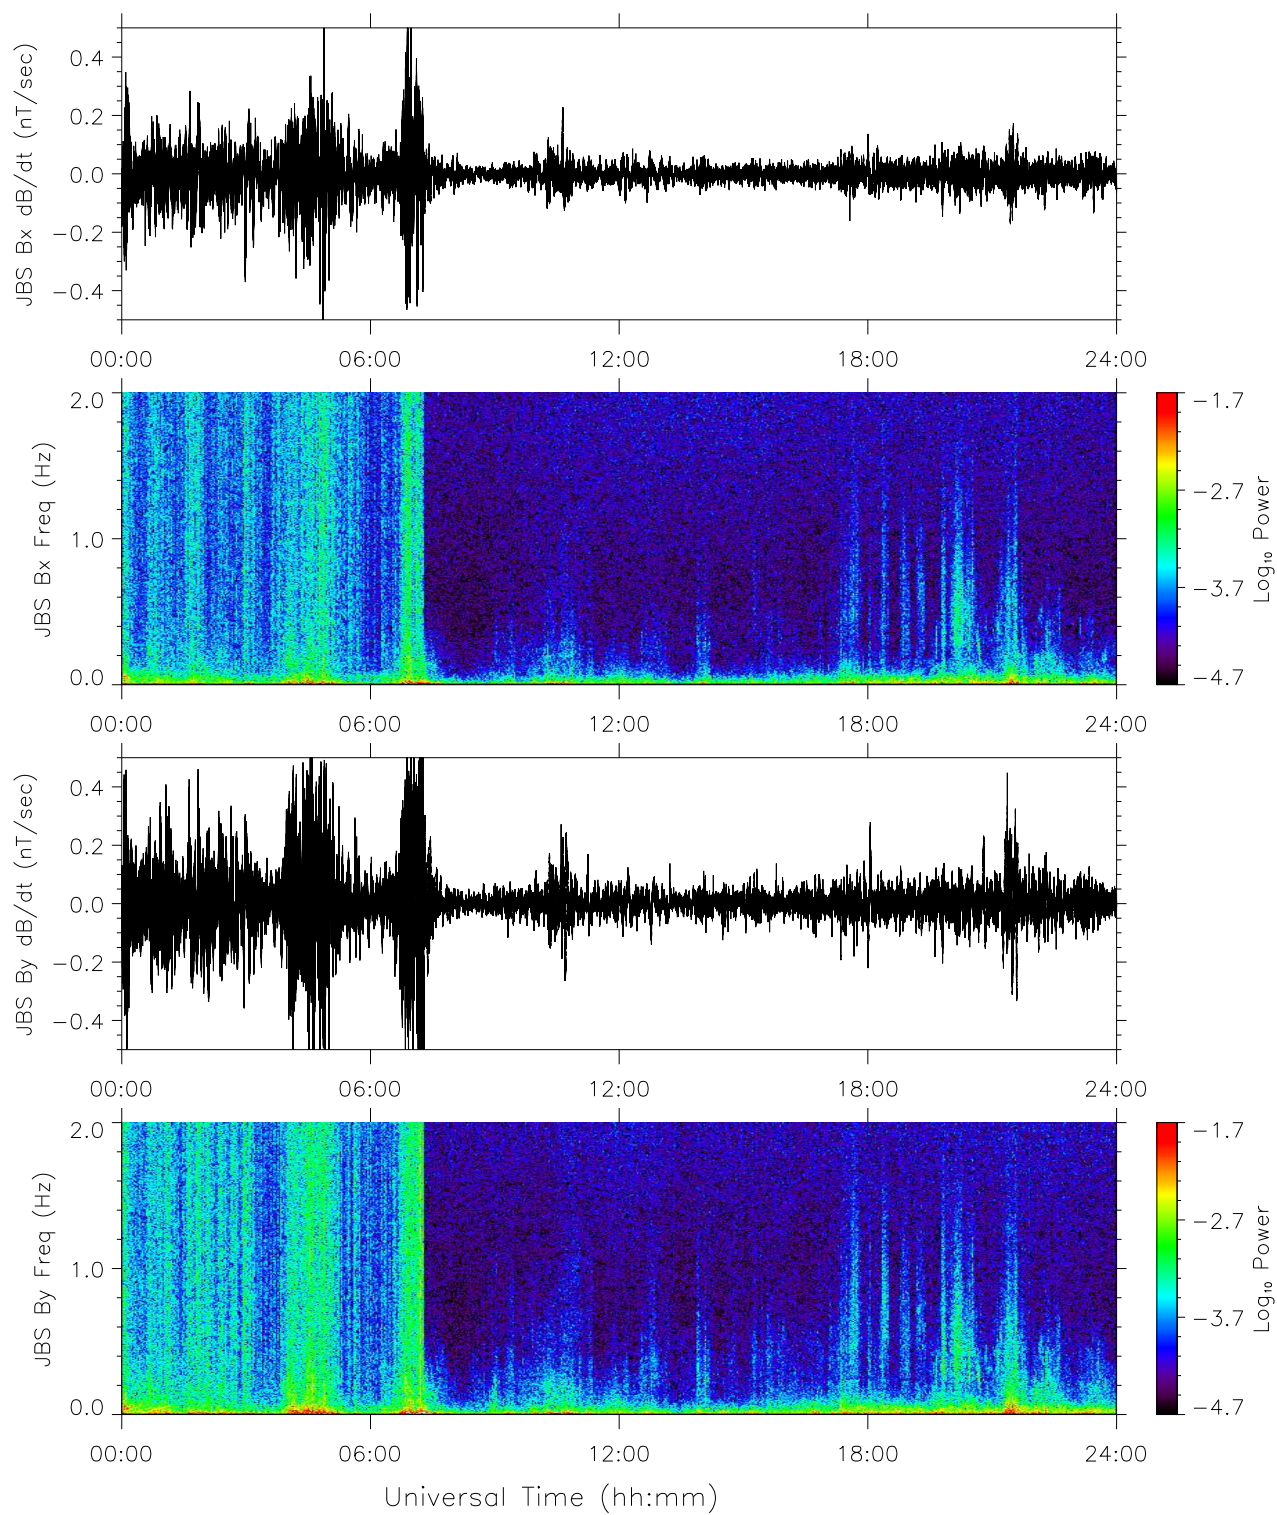 JBS Bx dB/dt (nT/sec)
0.4
0.2
0.0
−0.2
−0.4
00:00 06:00 12:00 18:00 24:00
JBS Bx Freq (Hz)
2.0
1.0
0.0
−1.7
−2.7
−3.7
−4.7
Log₁₀ Power
00:00 06:00 12:00 18:00 24:00
JBS By dB/dt (nT/sec)
0.4
0.2
0.0
−0.2
−0.4
00:00 06:00 12:00 18:00 24:00
JBS By Freq (Hz)
2.0
1.0
0.0
−1.7
−2.7
−3.7
−4.7
Log₁₀ Power
00:00 06:00 12:00 18:00 24:00
Universal Time (hh:mm)